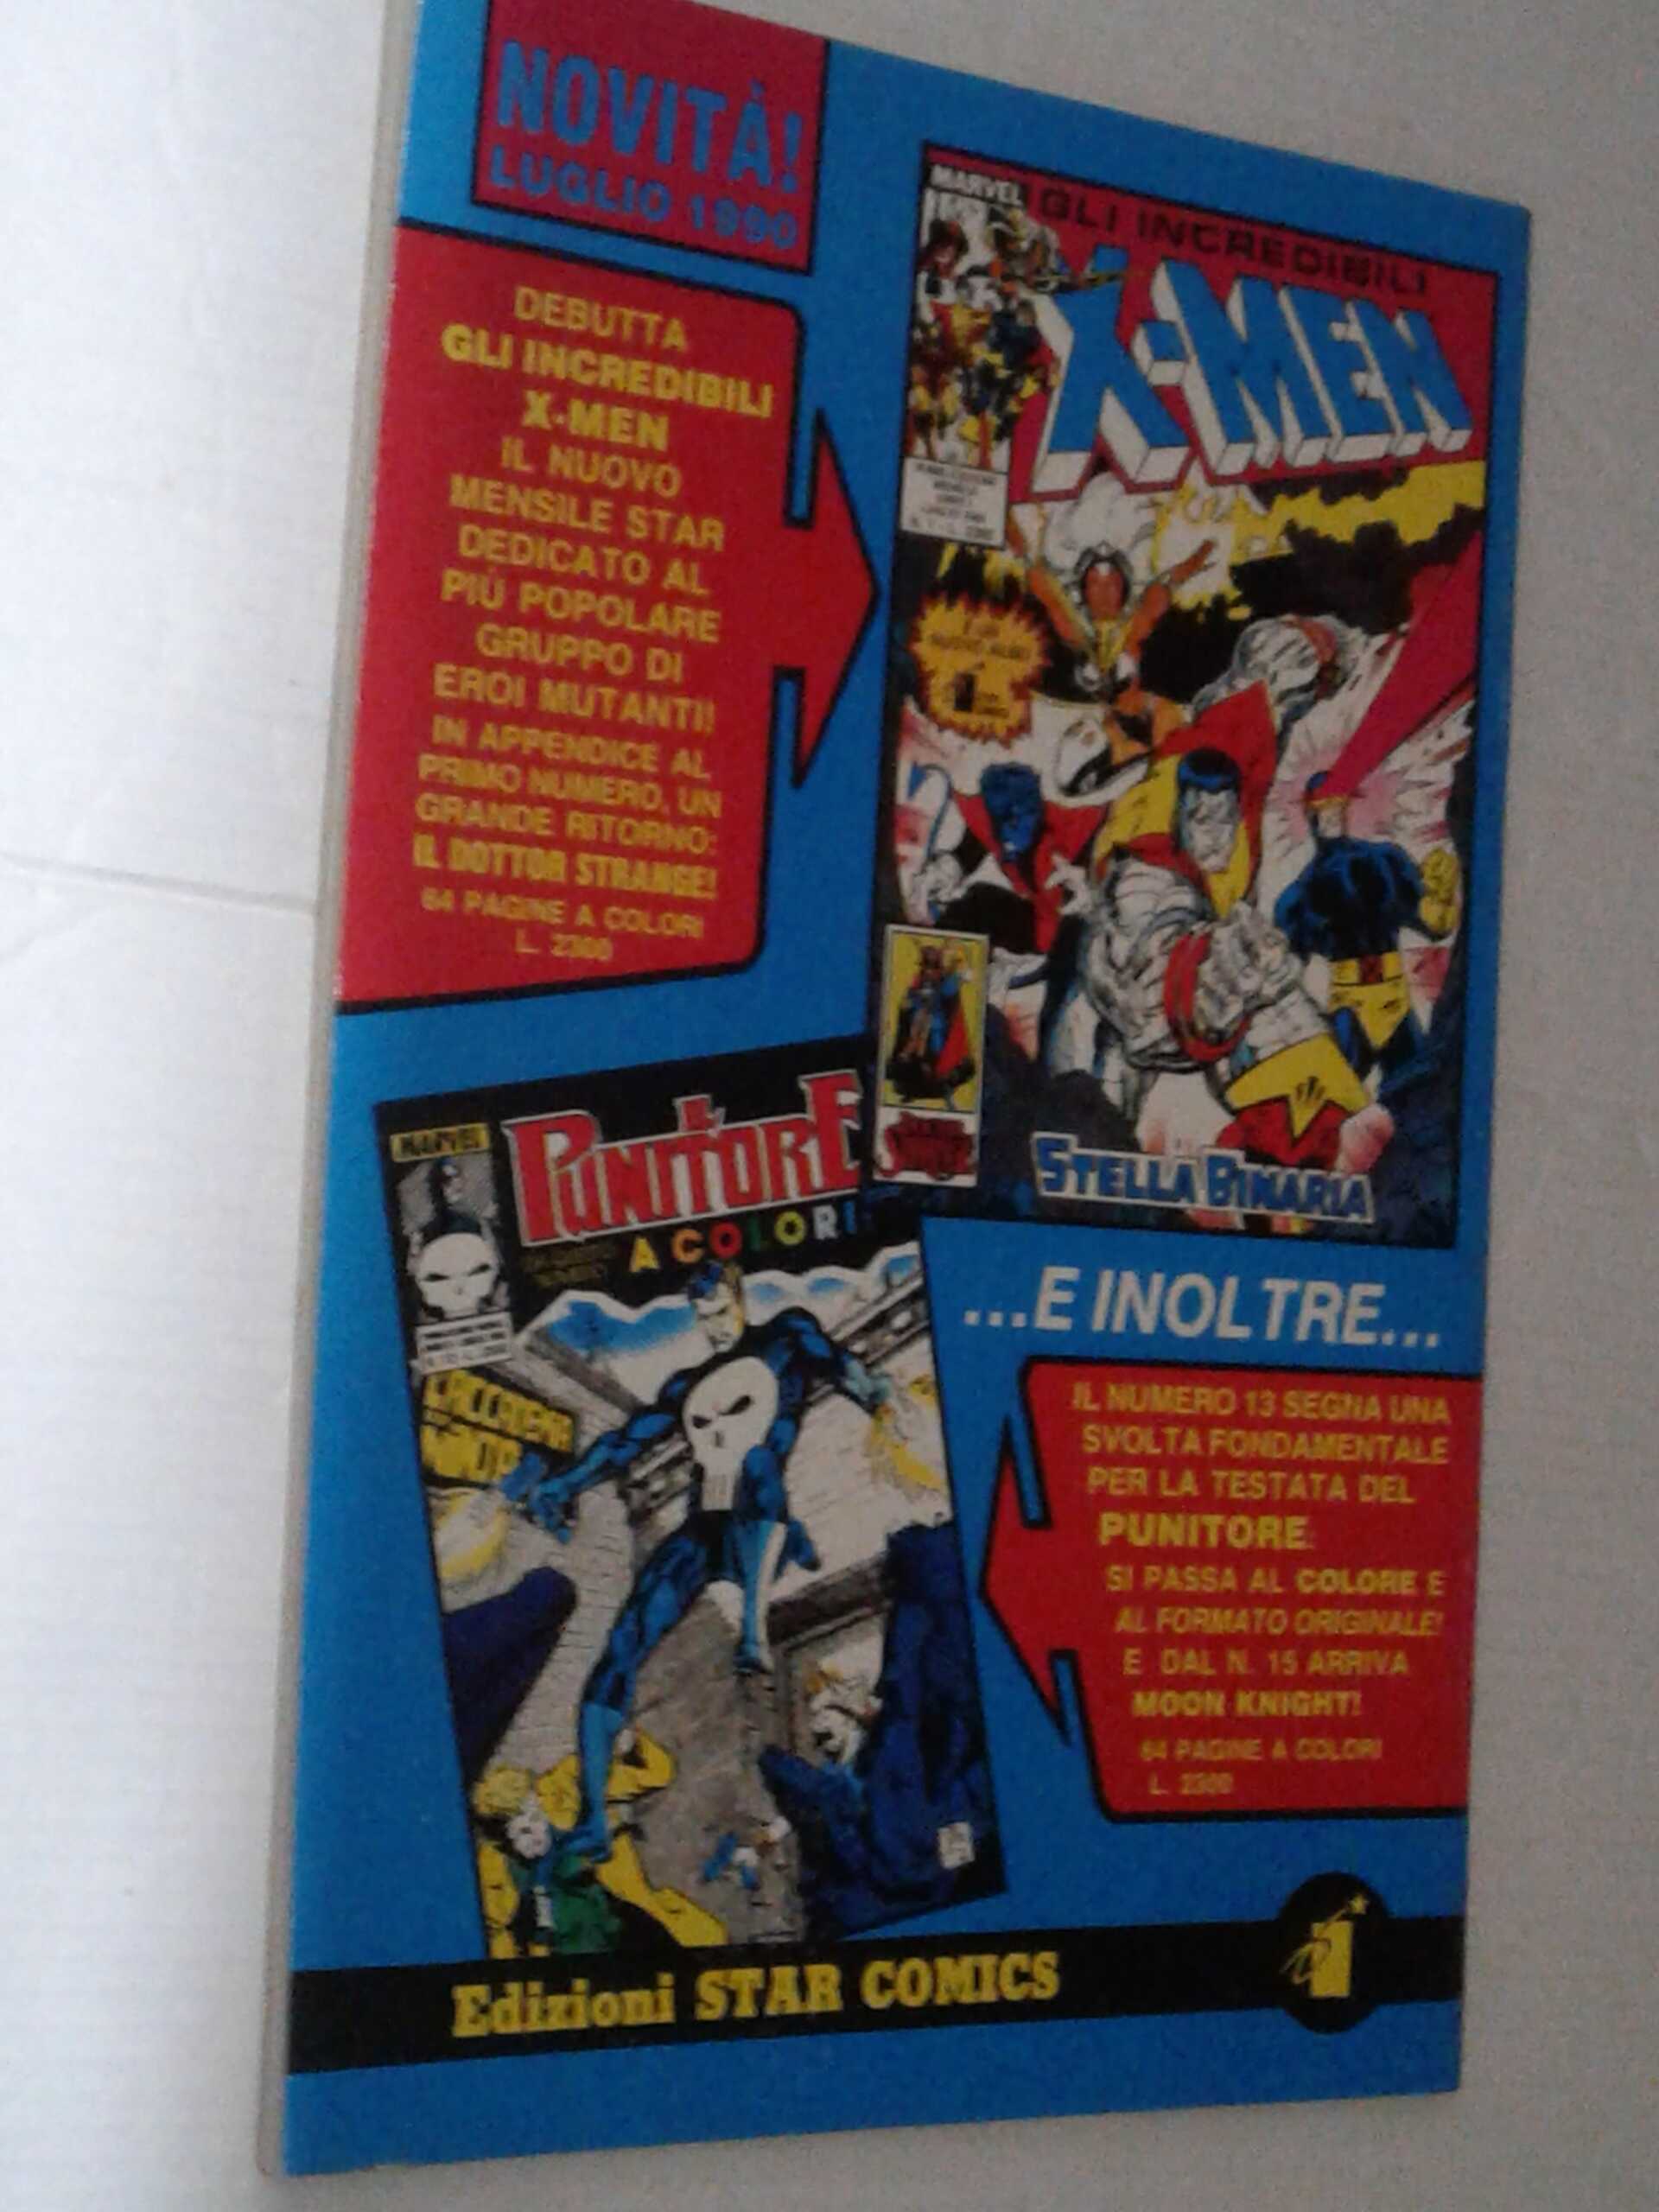 NOVITÀ!
LUGLIO 1990
DEBUTTA
GLI INCREDIBILI
X-MEN
IL NUOVO
MENSILE STAR
DEDICATO AL
PIÙ POPOLARE
GRUPPO DI
EROI MUTANTI!
IN APPENDICE AL
PRIMO NUMERO, UN
GRANDE RITORNO:
IL DOTTOR STRANGE!
64 PAGINE A COLORI
L. 2300
MARVEL
GLI INCREDIBILI
X-MEN
STELLA BINARIA
MARVEL
IL
PUNITORE
A COLORI
...E INOLTRE...
IL NUMERO 13 SEGNA UNA
SVOLTA FONDAMENTALE
PER LA TESTATA DEL
PUNITORE:
SI PASSA AL COLORE E
AL FORMATO ORIGINALE!
E DAL N. 15 ARRIVA
MOON KNIGHT!
64 PAGINE A COLORI
L. 2300
Edizioni STAR COMICS